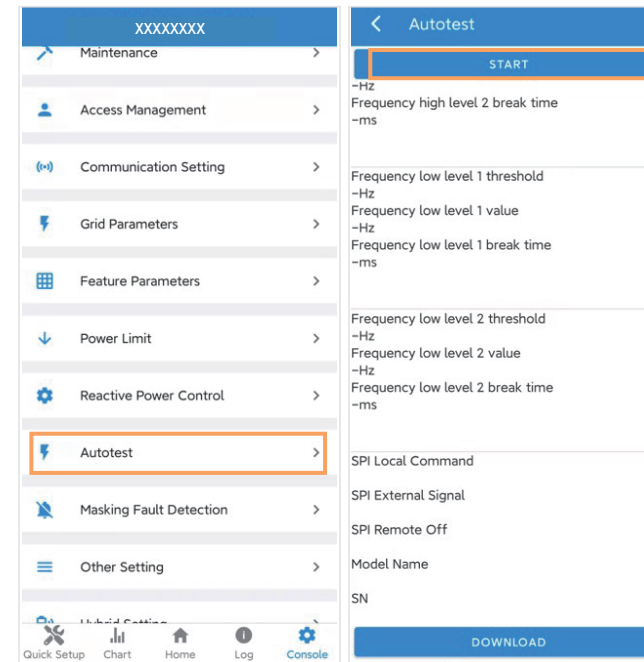 XXXXXXXX
Maintenance
Access Management
Communication Setting
Grid Parameters
Feature Parameters
Power Limit
Reactive Power Control
Autotest
Masking Fault Detection
Other Setting
Hybrid Setting
Quick Setup Chart Home Log Console
Autotest
START
-Hz
Frequency high level 2 break time
-ms
Frequency low level 1 threshold
-Hz
Frequency low level 1 value
-Hz
Frequency low level 1 break time
-ms
Frequency low level 2 threshold
-Hz
Frequency low level 2 value
-Hz
Frequency low level 2 break time
-ms
SPI Local Command
SPI External Signal
SPI Remote Off
Model Name
SN
DOWNLOAD